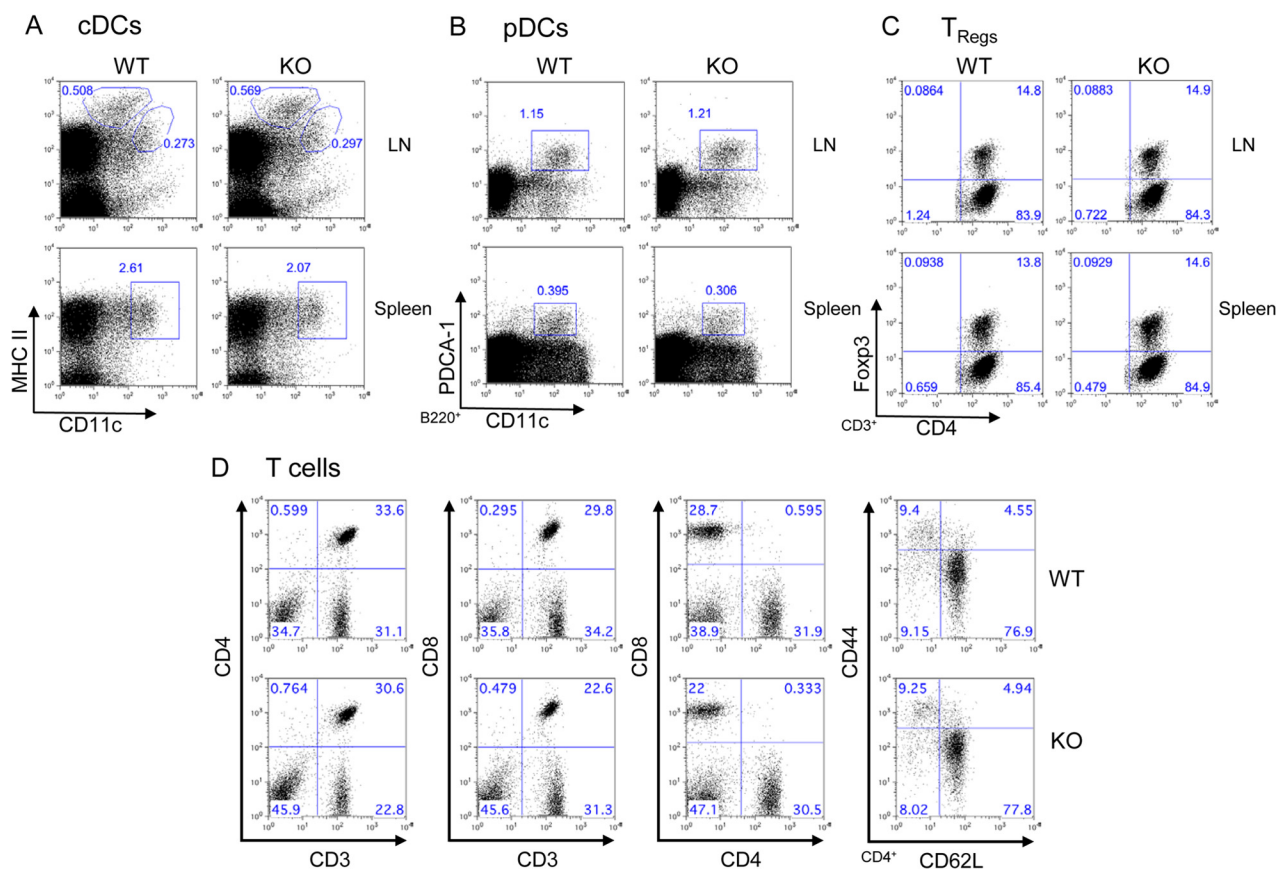 A cDCs
WT KO
0.508 0.569
0.273 0.297
LN
2.61 2.07
Spleen
MHC II
CD11c
10⁰ 10¹ 10² 10³ 10⁴
B pDCs
WT KO
1.15 1.21
LN
0.395 0.306
Spleen
PDCA-1
B220⁺ CD11c
C T_Regs
WT KO
0.0864 14.8 0.0883 14.9
LN
1.24 83.9 0.722 84.3
0.0938 13.8 0.0929 14.6
Spleen
0.659 85.4 0.479 84.9
Foxp3
CD3⁺ CD4
D T cells
0.599 33.6 0.295 29.8 28.7 0.595 9.4 4.55
WT
34.7 31.1 35.8 34.2 38.9 31.9 9.15 76.9
CD4 CD8 CD8 CD44
0.764 30.6 0.479 22.6 22 0.333 9.25 4.94
KO
45.9 22.8 45.6 31.3 47.1 30.5 8.02 77.8
CD3 CD3 CD4 CD4⁺ CD62L